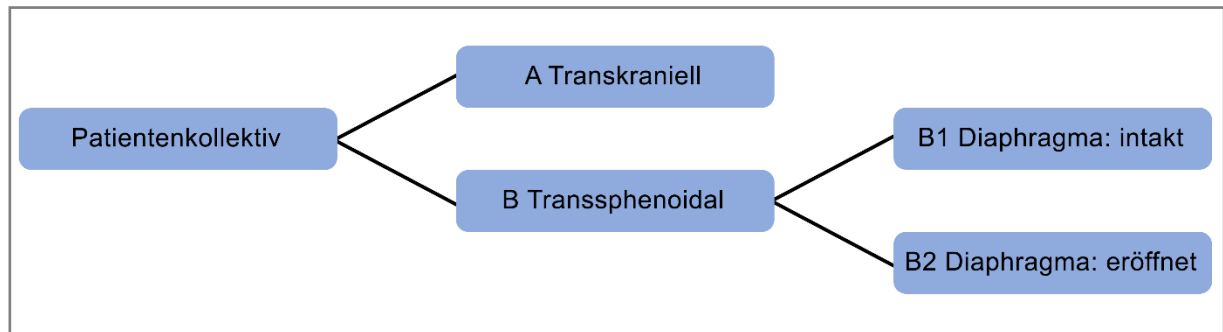 Patientenkollektiv
A Transkraniell
B Transsphenoidal
B1 Diaphragma: intakt
B2 Diaphragma: eröffnet